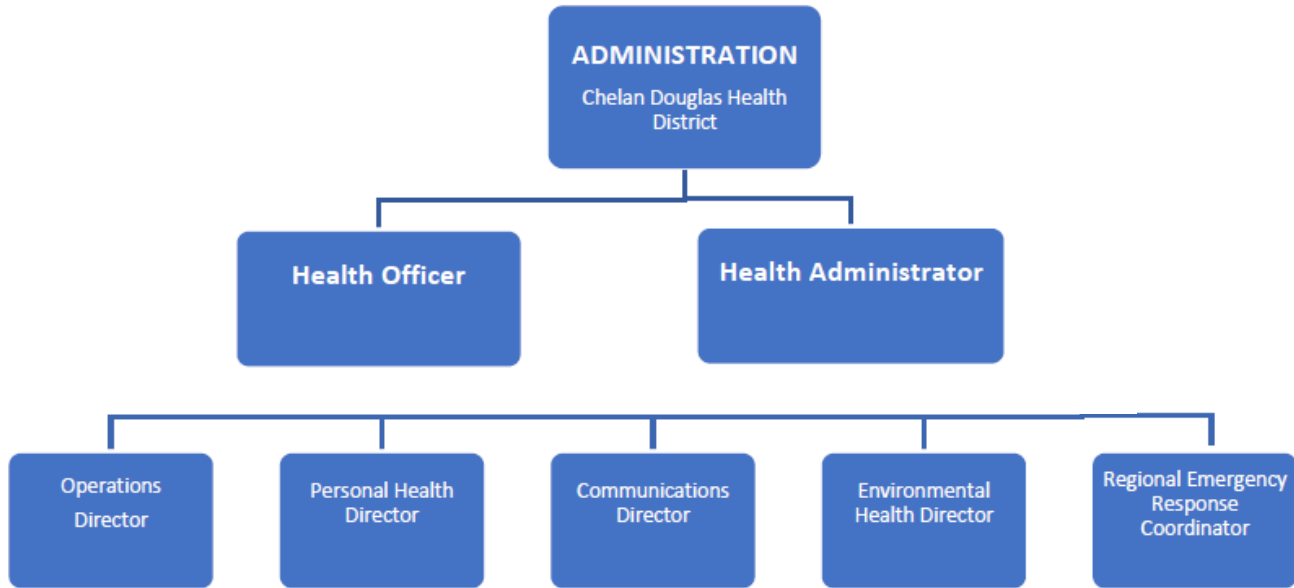 ADMINISTRATION
Chelan Douglas Health
District
Health Officer
Health Administrator
Operations
Director
Personal Health
Director
Communications
Director
Environmental
Health Director
Regional Emergency
Response
Coordinator